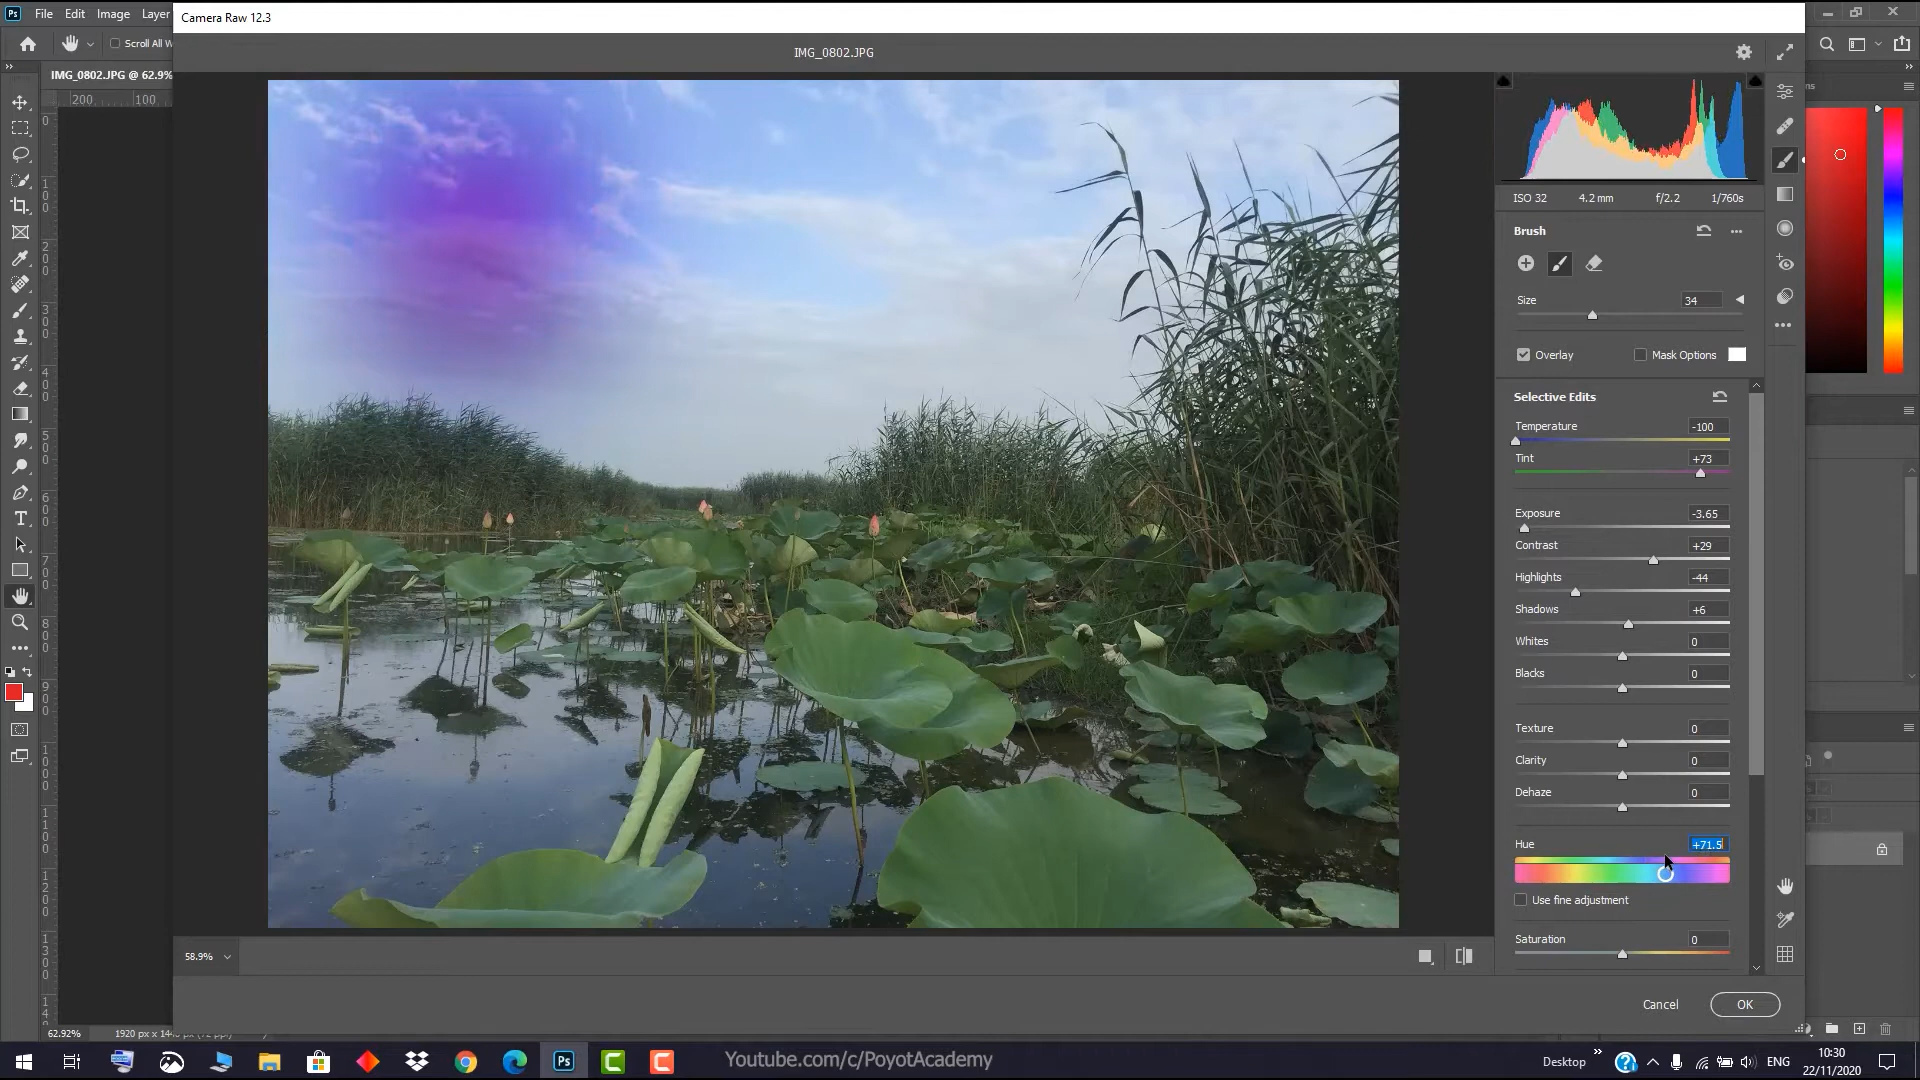 Camera Raw 12.3
File Edit Image Layer
Scroll All W
IMG_0802.JPG
IMG_0802.JPG @ 62.9%
200 100
ISO 32 4.2 mm f/2.2 1/760s
Brush
Size 34
Overlay Mask Options
Selective Edits
Temperature -100
Tint +73
Exposure -3.65
Contrast +29
Highlights -44
Shadows +6
Whites 0
Blacks 0
Texture 0
Clarity 0
Dehaze 0
Hue +71.5
Use fine adjustment
Saturation 0
58.9%
Cancel OK
62.92%
Youtube.com/c/PoyotAcademy
Desktop
ENG
10:30
22/11/2020